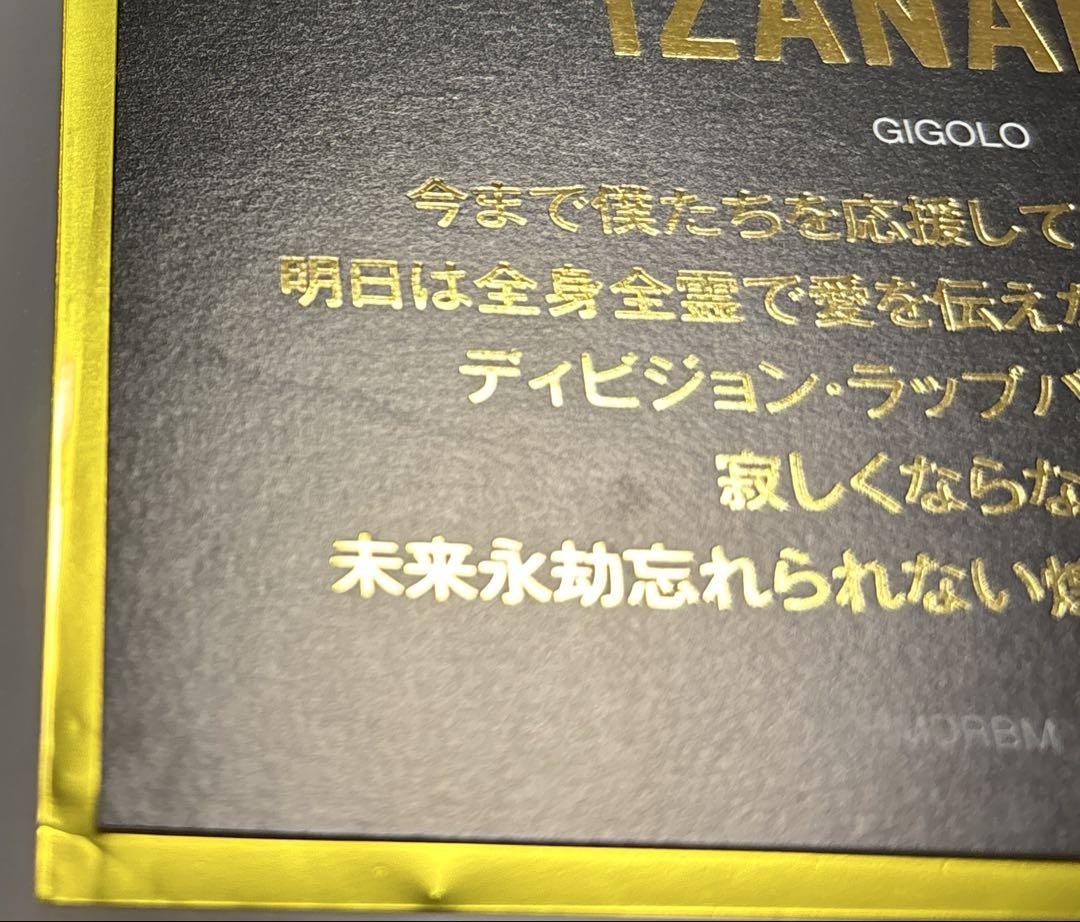 IZANA
GIGOLO
今まで僕たちを応援して
明日は全身全霊で愛を伝えた
ディビジョン・ラップバ
寂しくならな
未来永劫忘れられない
MORBM